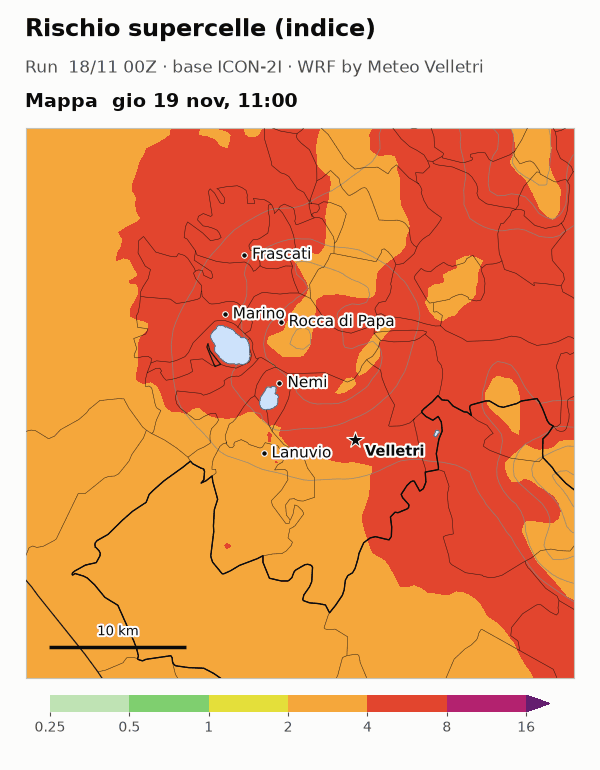 Rischio supercelle (indice)
Run  18/11 00Z · base ICON-2I · WRF by Meteo Velletri
Mappa  gio 19 nov, 11:00
Frascati
Marino
Rocca di Papa
Nemi
Velletri
Lanuvio
10 km
0.25 0.5 1 2 4 8 16